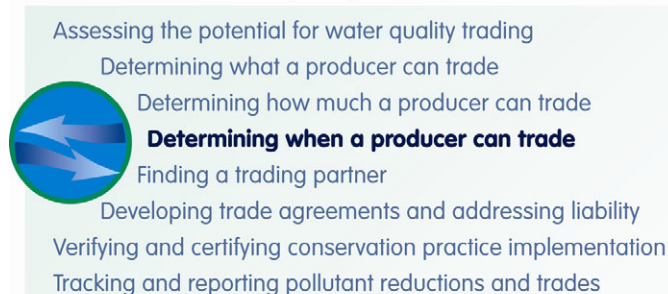 Assessing the potential for water quality trading
Determining what a producer can trade
Determining how much a producer can trade
Determining when a producer can trade
Finding a trading partner
Developing trade agreements and addressing liability
Verifying and certifying conservation practice implementation
Tracking and reporting pollutant reductions and trades